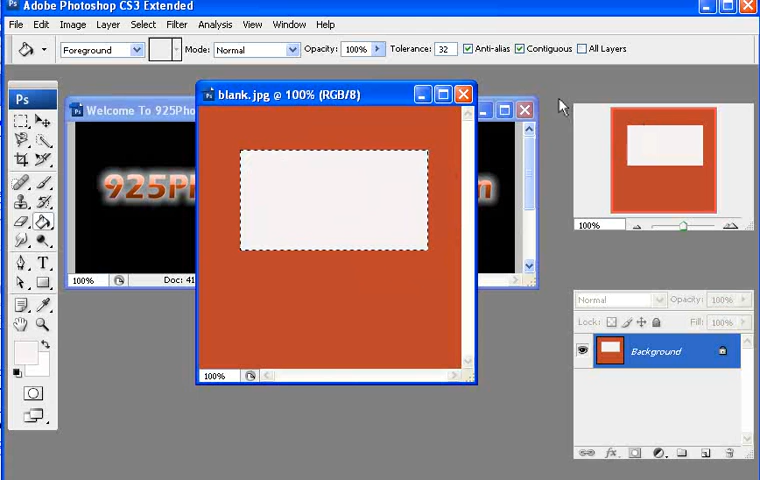 Adobe Photoshop CS3 Extended
File Edit Image Layer Select Filter Analysis View Window Help
Foreground Mode: Normal Opacity: 100% Tolerance: 32 Anti-alias Contiguous All Layers
Ps
Welcome To 925Pho
blank.jpg @ 100% (RGB/8)
925P
m
100% Doc: 41
100%
100%
Normal Opacity: 100%
Lock: Fill: 100%
Background